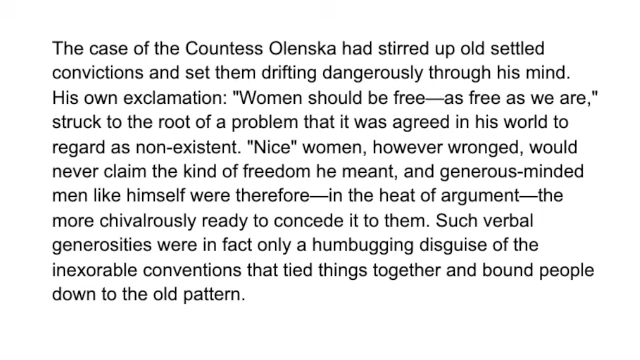 The case of the Countess Olenska had stirred up old settled
convictions and set them drifting dangerously through his mind.
His own exclamation: "Women should be free—as free as we are,"
struck to the root of a problem that it was agreed in his world to
regard as non-existent. "Nice" women, however wronged, would
never claim the kind of freedom he meant, and generous-minded
men like himself were therefore—in the heat of argument—the
more chivalrously ready to concede it to them. Such verbal
generosities were in fact only a humbugging disguise of the
inexorable conventions that tied things together and bound people
down to the old pattern.